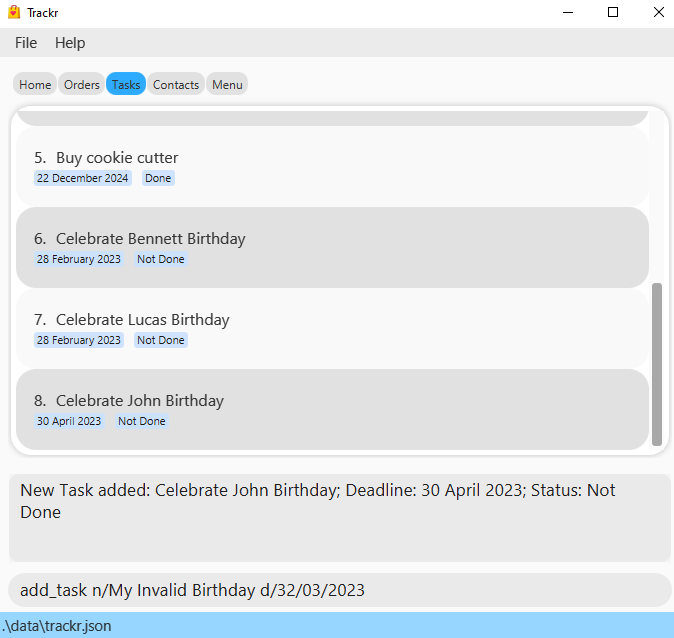 Trackr
File Help
Home Orders Tasks Contacts Menu
5. Buy cookie cutter
22 December 2024 Done
6. Celebrate Bennett Birthday
28 February 2023 Not Done
7. Celebrate Lucas Birthday
28 February 2023 Not Done
8. Celebrate John Birthday
30 April 2023 Not Done
New Task added: Celebrate John Birthday; Deadline: 30 April 2023; Status: Not
Done
add_task n/My Invalid Birthday d/32/03/2023
.\data\trackr.json